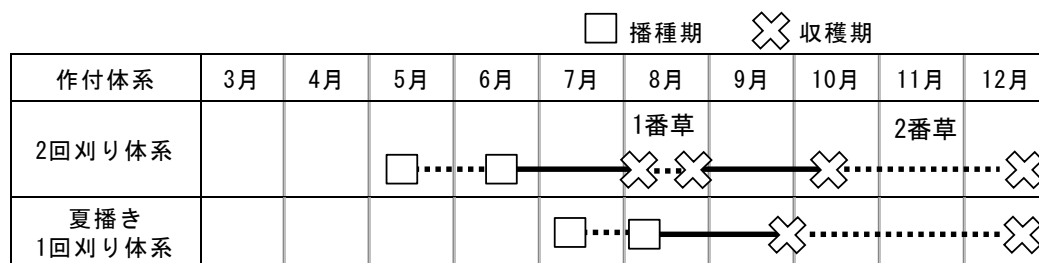 播種期 収穫期
作付体系 3月 4月 5月 6月 7月 8月 9月 10月 11月 12月
1番草 2番草
2回刈り体系
夏播き
1回刈り体系